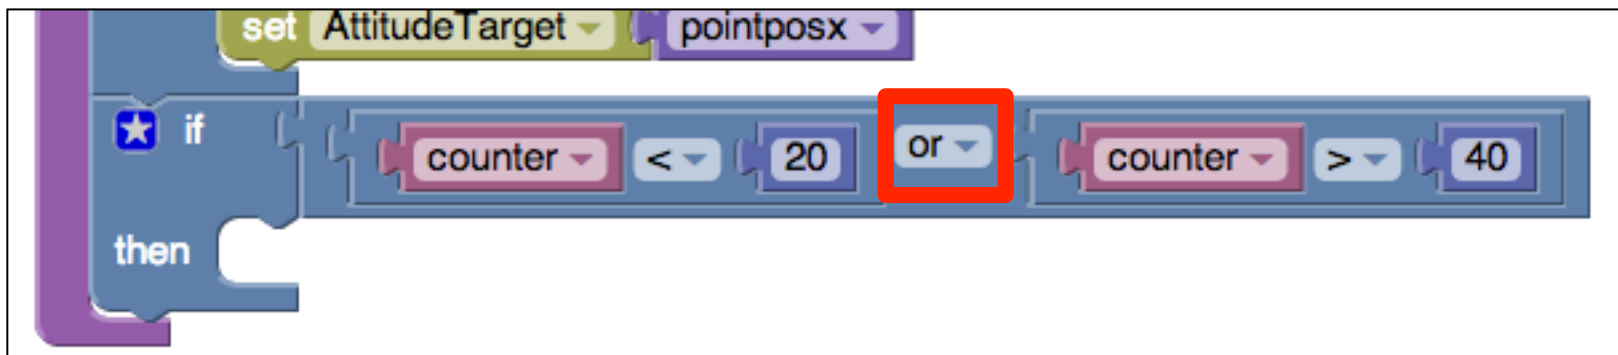 set AttitudeTarget pointposx
if counter < 20 or counter > 40
then